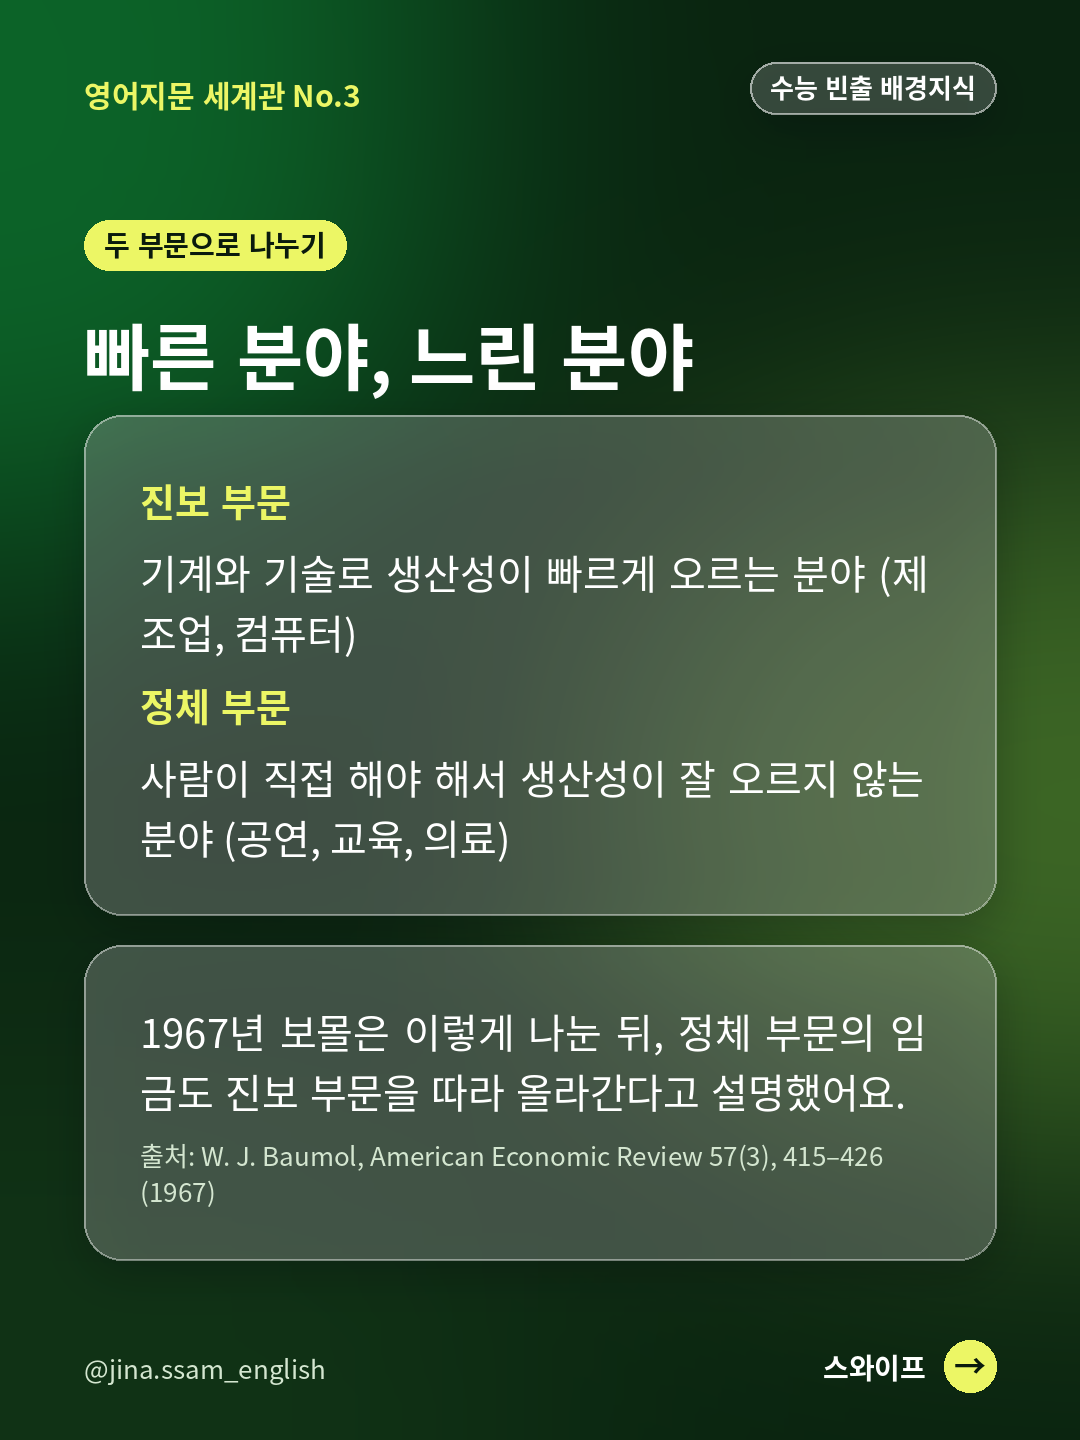 영어지문 세계관 No.3
수능 빈출 배경지식
두 부문으로 나누기
빠른 분야, 느린 분야
진보 부문
기계와 기술로 생산성이 빠르게 오르는 분야 (제
조업, 컴퓨터)
정체 부문
사람이 직접 해야 해서 생산성이 잘 오르지 않는
분야 (공연, 교육, 의료)
1967년 보몰은 이렇게 나눈 뒤, 정체 부문의 임
금도 진보 부문을 따라 올라간다고 설명했어요.
출처: W. J. Baumol, American Economic Review 57(3), 415–426
(1967)
@jina.ssam_english
스와이프 →